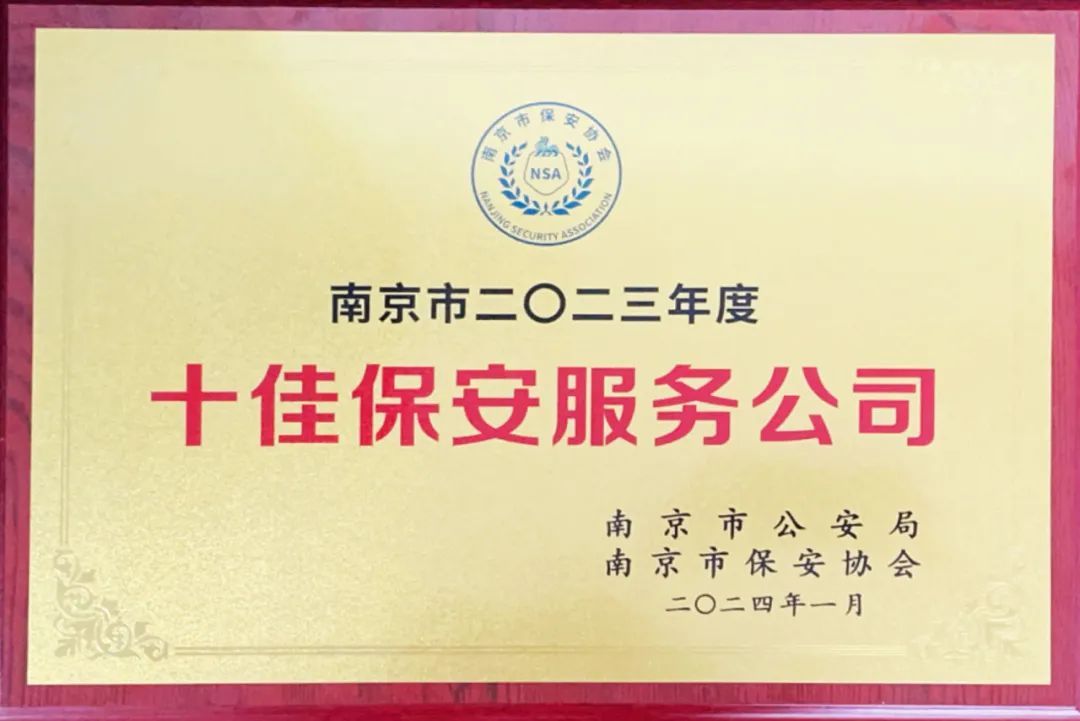 南京市保安协会
NSA
NANJING SECURITY ASSOCIATION
南京市二〇二三年度
十佳保安服务公司
南京市公安局
南京市保安协会
二〇二四年一月